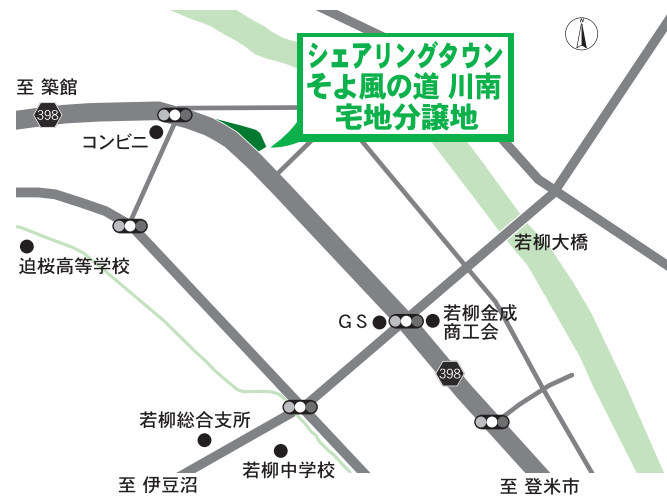 N
シェアリングタウン
そよ風の道 川南
宅地分譲地
至 築館
398
コンビニ
若柳大橋
迫桜高等学校
GS
若柳金成
商工会
398
若柳総合支所
若柳中学校
至 伊豆沼
至 登米市